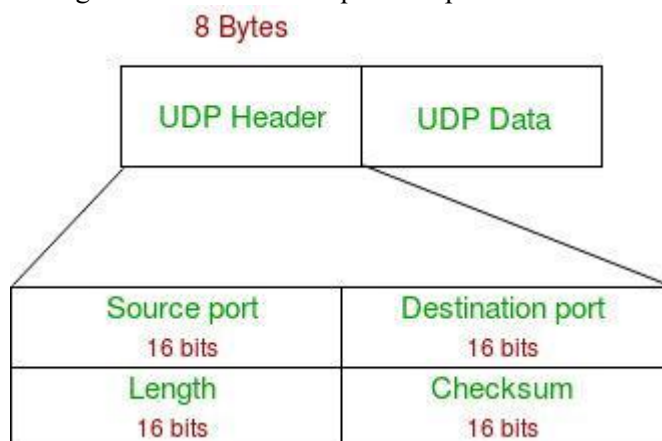 8 Bytes
UDP Header UDP Data
Source port Destination port
16 bits 16 bits
Length Checksum
16 bits 16 bits